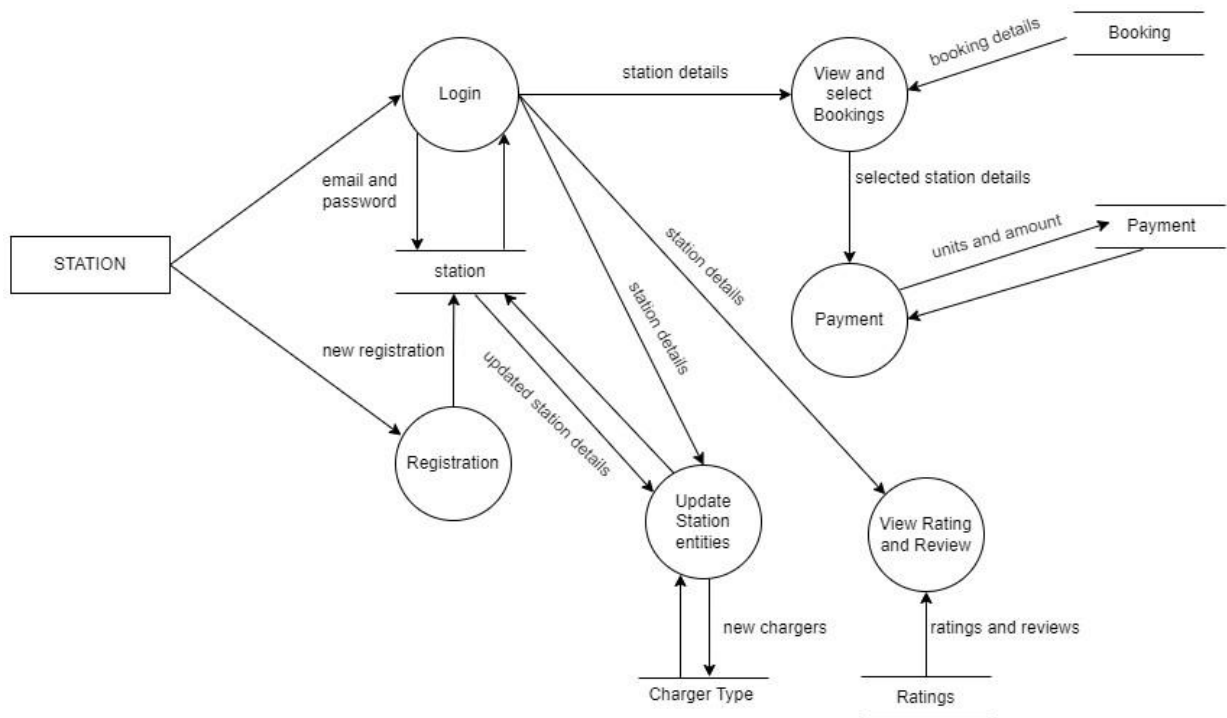 Booking
booking details
View and
select
Bookings
station details
Login
selected station details
email and
password
Payment
units and amount
STATION
station
station details
station details
Payment
new registration
updated station details
Registration
Update
Station
entities
View Rating
and Review
new chargers
ratings and reviews
Charger Type
Ratings